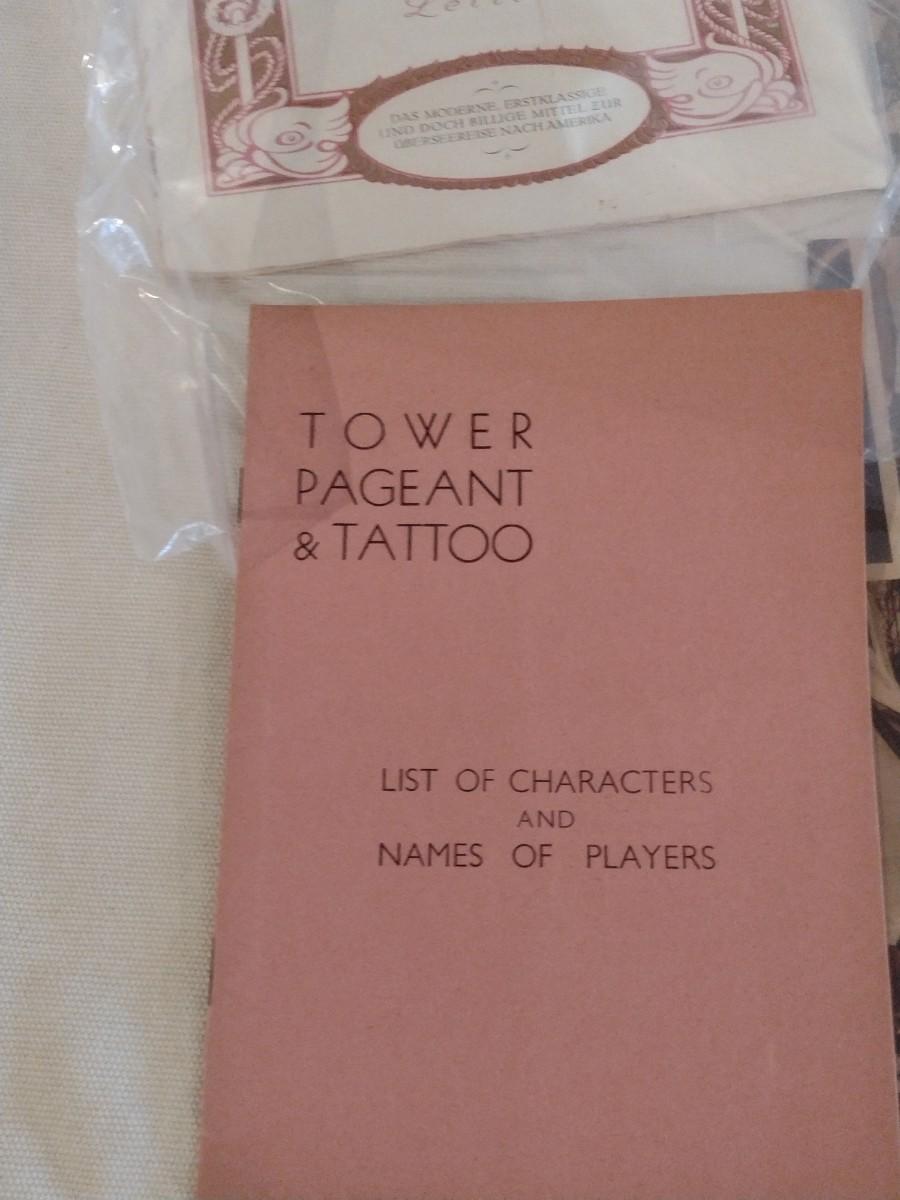 DAS MODERNE, ERSTKLASSIGE
UND DOCH BILLIGE MITTEL ZUR
ÜBERSEEREISE NACH AMERIKA
TOWER
PAGEANT
& TATTOO
LIST OF CHARACTERS
AND
NAMES OF PLAYERS